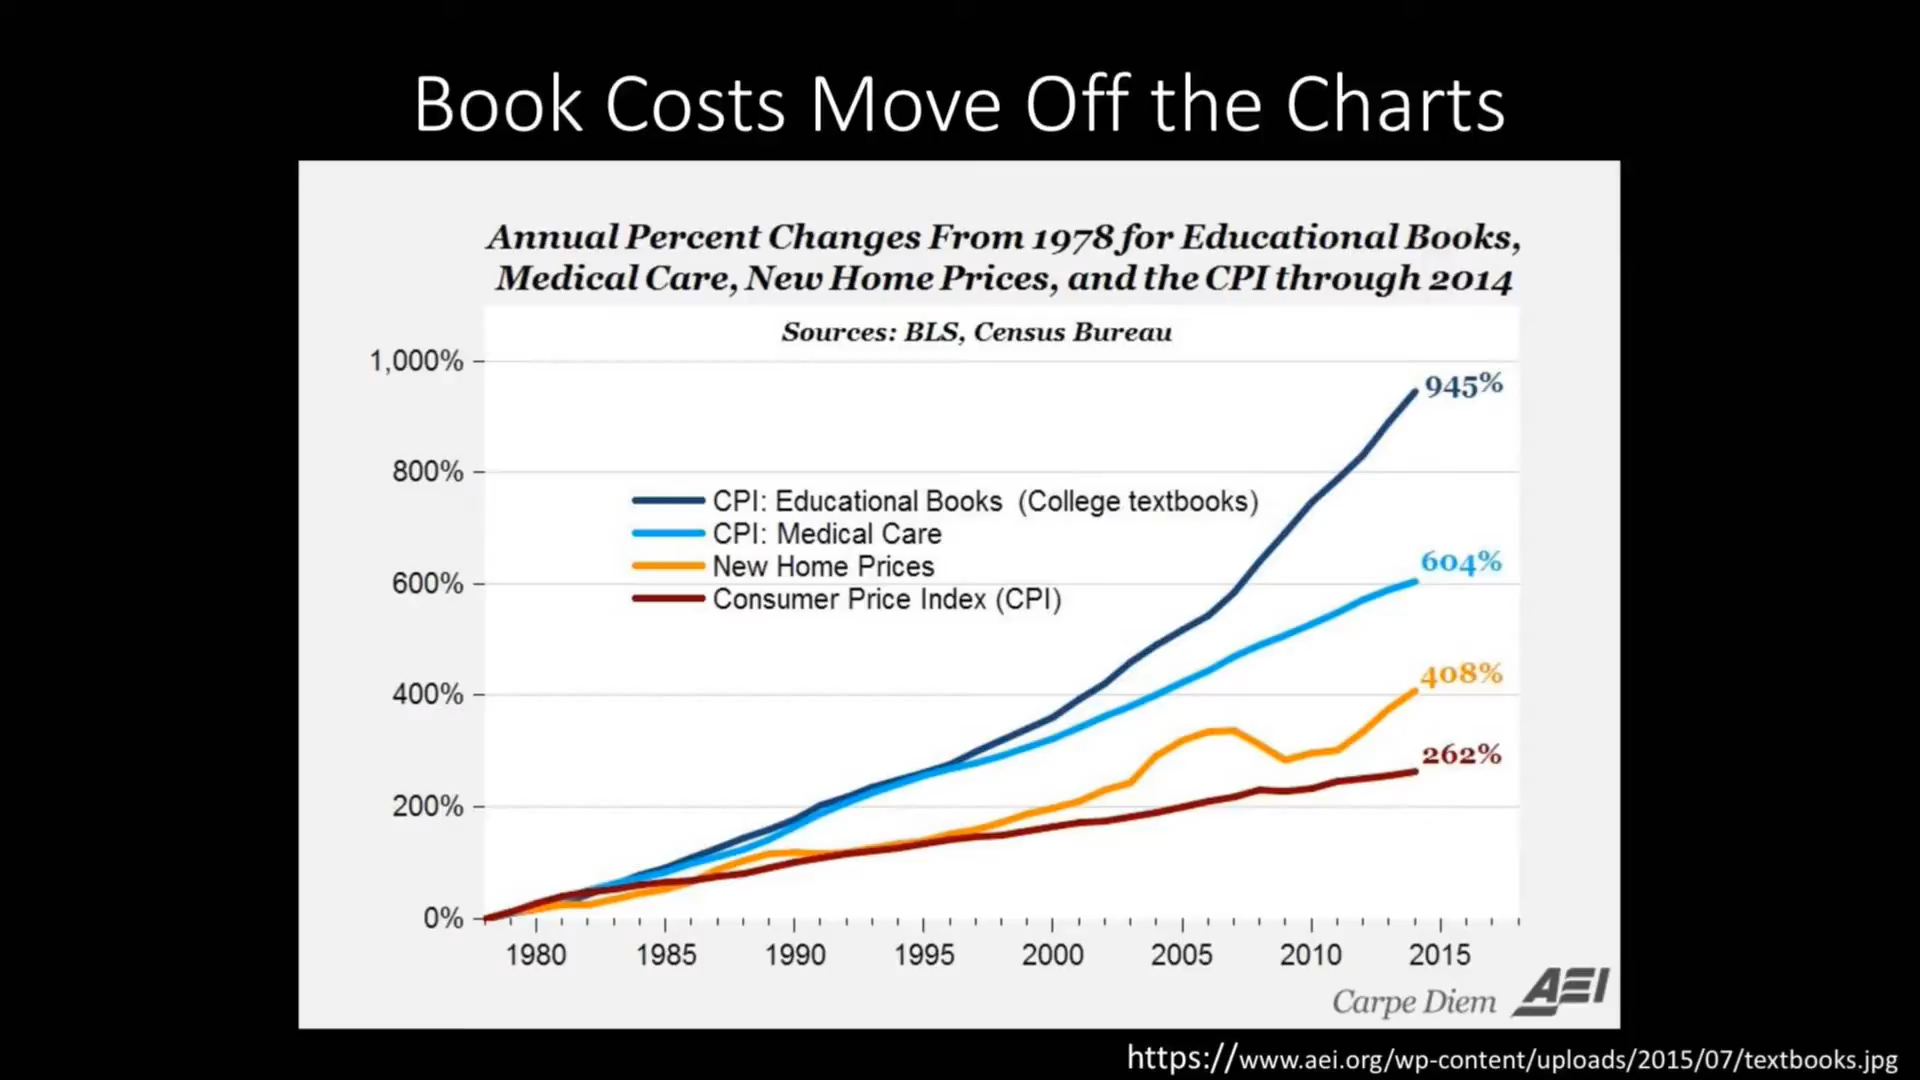 Book Costs Move Off the Charts
Annual Percent Changes From 1978 for Educational Books,
Medical Care, New Home Prices, and the CPI through 2014
Sources: BLS, Census Bureau
1,000%
945%
800%
CPI: Educational Books (College textbooks)
CPI: Medical Care
New Home Prices
Consumer Price Index (CPI)
604%
600%
408%
400%
262%
200%
0%
1980 1985 1990 1995 2000 2005 2010 2015
Carpe Diem AEI
https://www.aei.org/wp-content/uploads/2015/07/textbooks.jpg